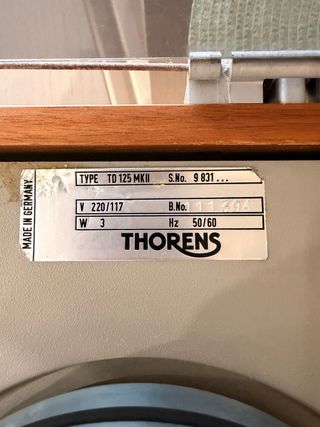 MADE IN GERMANY
TYPE TD 125 MKII S.No. 9 831 ...
V 220/117 B.No.
W 3 Hz 50/60
THORENS